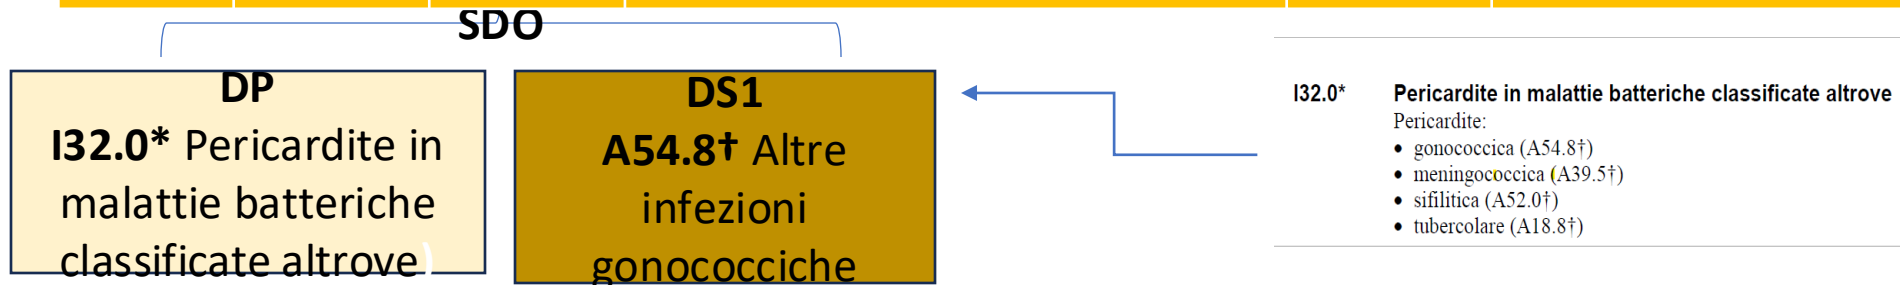 SDO
DP
I32.0* Pericardite in
malattie batteriche
classificate altrove)
DS1
A54.8† Altre
infezioni
gonococciche
I32.0* Pericardite in malattie batteriche classificate altrove
Pericardite:
• gonococcica (A54.8†)
• meningococcica (A39.5†)
• sifilitica (A52.0†)
• tubercolare (A18.8†)